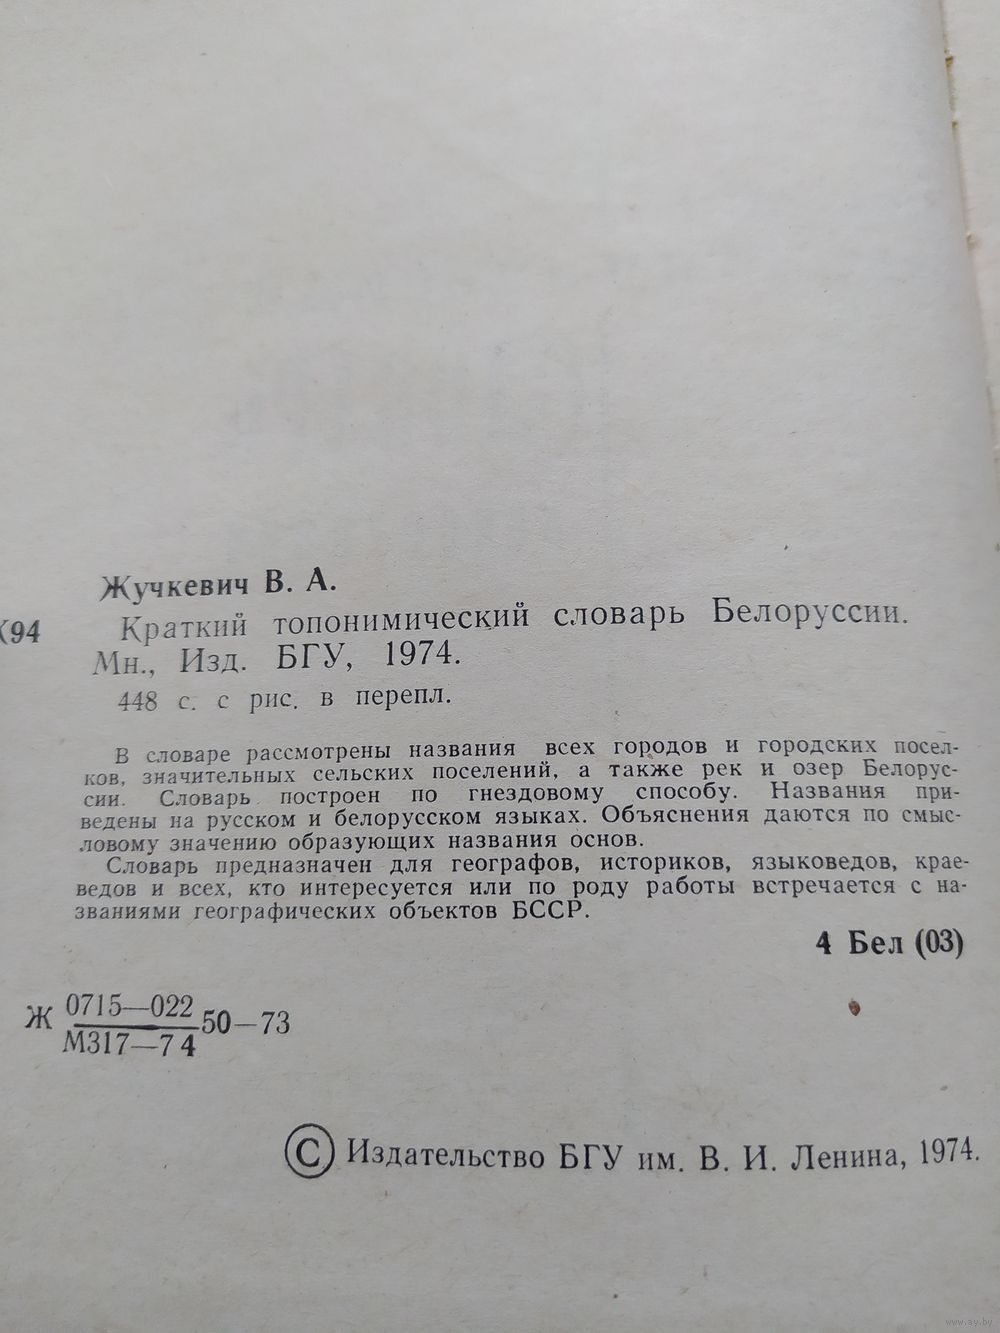 Жучкевич В. А.
Ж94 Краткий топонимический словарь Белоруссии.
Мн., Изд. БГУ, 1974.
448 с. с рис. в перепл.
В словаре рассмотрены названия всех городов и городских посел-
ков, значительных сельских поселений, а также рек и озер Белорус-
сии. Словарь построен по гнездовому способу. Названия при-
ведены на русском и белорусском языках. Объяснения даются по смыс-
ловому значению образующих названия основ.
Словарь предназначен для географов, историков, языковедов, крае-
ведов и всех, кто интересуется или по роду работы встречается с на-
званиями географических объектов БССР.
4 Бел (03)
Ж 0715—022
М317—74 50—73
© Издательство БГУ им. В. И. Ленина, 1974.
www.ay.by